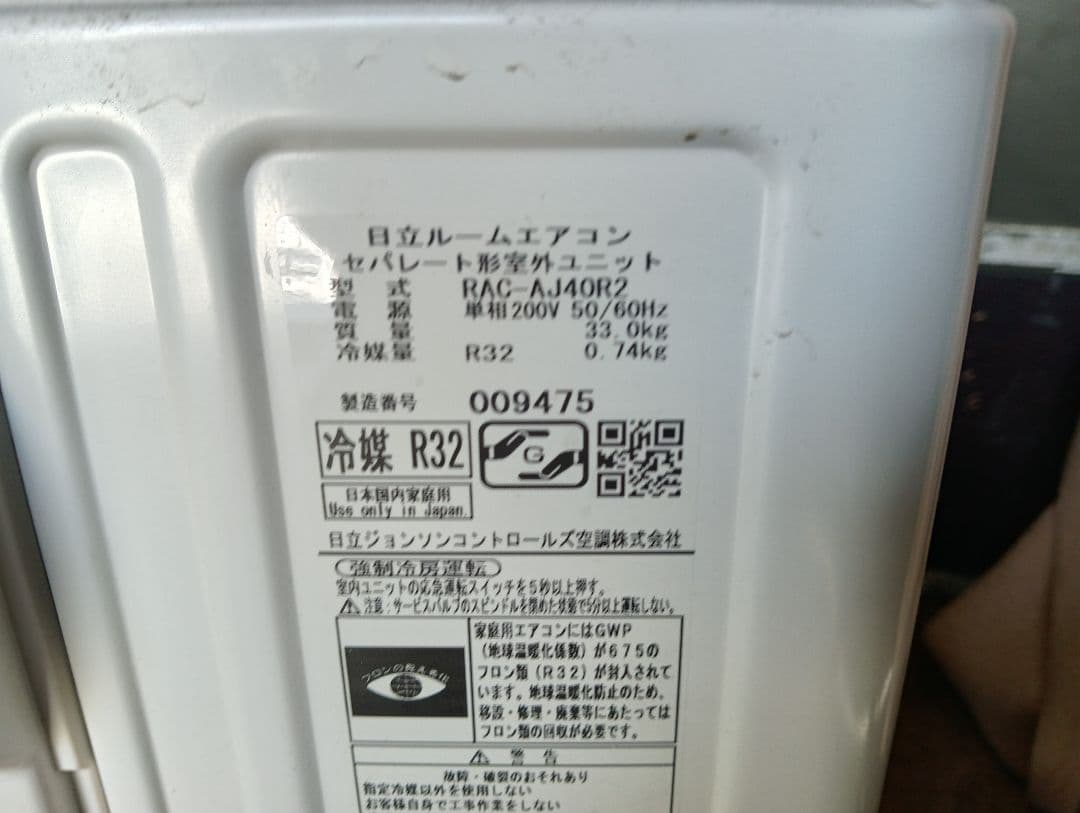 日立ルームエアコン
セパレート形室外ユニット
型 式 RAC-AJ40R2
電 源 単相200V 50/60Hz
質 量 33.0kg
冷媒量 R32 0.74kg
製造番号 009475
冷媒 R32
G
日本国内家庭用
Use only in Japan.
日立ジョンソンコントロールズ空調株式会社
強制冷房運転
室内ユニットの応急運転スイッチを5秒以上押す。
注意:サービスバルブのスピンドルを閉めた状態で5分以上運転しない。
フロンの見える化
家庭用エアコンにはGWP
(地球温暖化係数)が675の
フロン類(R32)が封入されて
います。地球温暖化防止のため、
移設・修理・廃棄等にあたっては
フロン類の回収が必要です。
警 告
故障・破裂のおそれあり
指定冷媒以外を使用しない
お客様自身で工事作業をしない